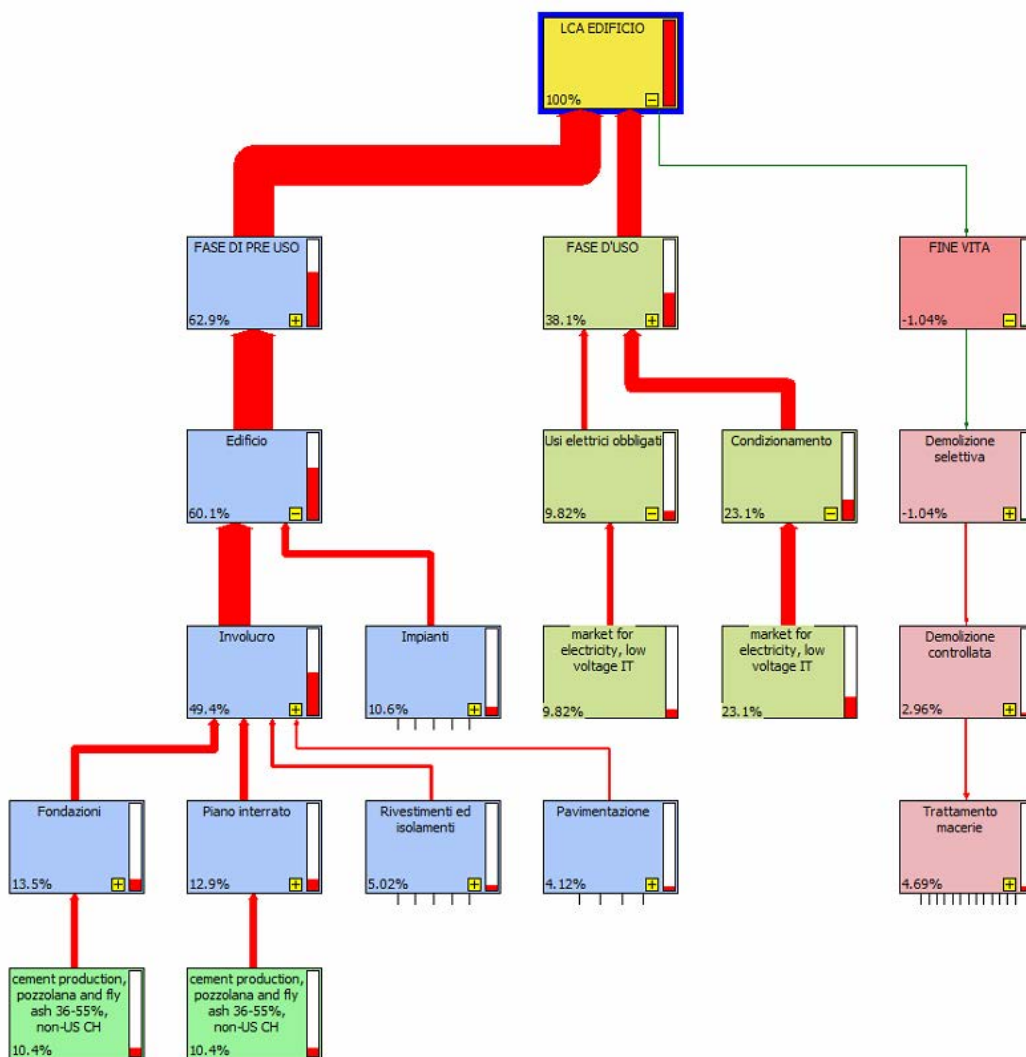 LCA EDIFICIO
100%
FASE DI PRE USO
62.9%
FASE D'USO
38.1%
FINE VITA
-1.04%
Edificio
60.1%
Usi elettrici obbligati
9.82%
Condizionamento
23.1%
Demolizione
selettiva
-1.04%
Involucro
49.4%
Impianti
10.6%
market for
electricity, low
voltage IT
9.82%
market for
electricity, low
voltage IT
23.1%
Demolizione
controllata
2.96%
Fondazioni
13.5%
Piano interrato
12.9%
Rivestimenti ed
isolamenti
5.02%
Pavimentazione
4.12%
Trattamento
macerie
4.69%
cement production,
pozzolana and fly
ash 36-55%,
non-US CH
10.4%
cement production,
pozzolana and fly
ash 36-55%,
non-US CH
10.4%